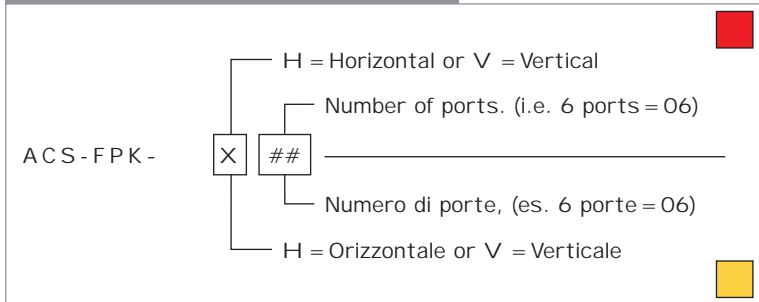 H = Horizontal or V = Vertical
Number of ports. (i.e. 6 ports = 06)
ACS-FPK- X ##
Numero di porte, (es. 6 porte = 06)
H = Orizzontale or V = Verticale